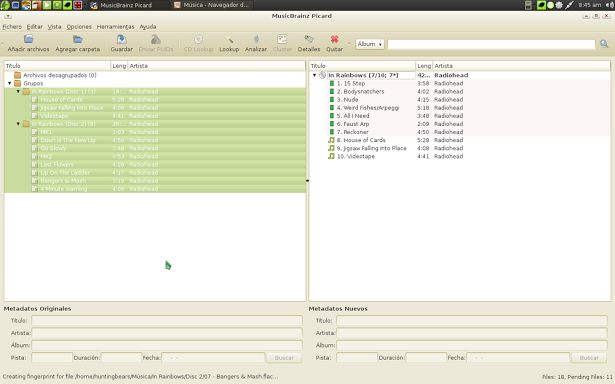 MusicBrainz Picard
Música - Navegador d...
8:45 am
MusicBrainz Picard
Fichero Editar Vista Opciones Herramientas Ayuda
Añadir archivos Agregar carpeta Guardar Enviar PUIDs CD Lookup Lookup Analizar Cluster Detalles Quitar Álbum
Título Leng Artista
Archivos desagrupados (0)
Grupos
In Rainbows (Disc 1) (3) 14:... Radiohead
House of Cards 5:28 Radiohead
Jigsaw Falling Into Place 4:08 Radiohead
Videotape 4:41 Radiohead
In Rainbows (Disc 2) (8) Radiohead
MK1 1:03 Radiohead
Down Is The New Up 4:59 Radiohead
Go Slowly 3:48 Radiohead
MK2 0:53 Radiohead
Last Flowers 4:26 Radiohead
Up On The Ladder 4:17 Radiohead
Bangers & Mash 3:19 Radiohead
4 Minute Warning 4:06 Radiohead
Título Leng Artista
In Rainbows (7/10; 7*) 42... Radiohead
1. 15 Step 3:58 Radiohead
2. Bodysnatchers 4:02 Radiohead
3. Nude 4:15 Radiohead
4. Weird Fishes/Arpeggi 5:18 Radiohead
5. All I Need 3:48 Radiohead
6. Faust Arp 2:09 Radiohead
7. Reckoner 4:50 Radiohead
8. House of Cards 5:28 Radiohead
9. Jigsaw Falling Into Place 4:08 Radiohead
10. Videotape 4:41 Radiohead
Metadatos Originales
Título:
Artista:
Álbum:
Pista: Duración: Fecha: - - Buscar
Metadatos Nuevos
Título:
Artista:
Álbum:
Pista: Duración: Fecha: - - Buscar
Creating fingerprint for file /home/huntingbears/Música/In Rainbows/Disc 2/07 - Bangers & Mash.flac...
Files: 18, Pending Files: 11